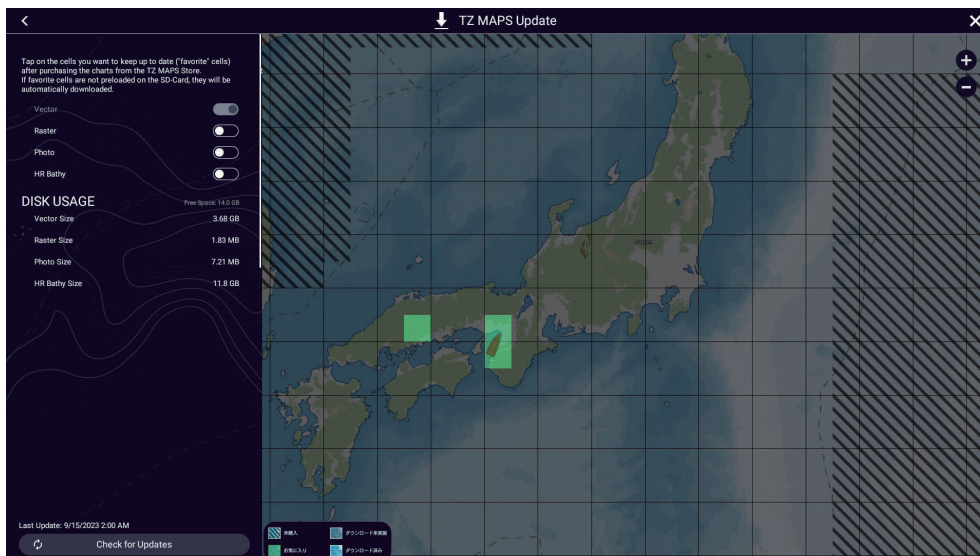 TZ MAPS Update
Tap on the cells you want to keep up to date ("favorite" cells)
after purchasing the charts from the TZ MAPS Store.
If favorite cells are not preloaded on the SD-Card, they will be
automatically downloaded.
Vector
Raster
Photo
HR Bathy
DISK USAGE Free Space: 14.0 GB
Vector Size 3.68 GB
Raster Size 1.83 MB
Photo Size 7.21 MB
HR Bathy Size 11.8 GB
Last Update: 9/15/2023 2:00 AM
Check for Updates
未購入 ダウンロード未実施
お気に入り ダウンロード済み